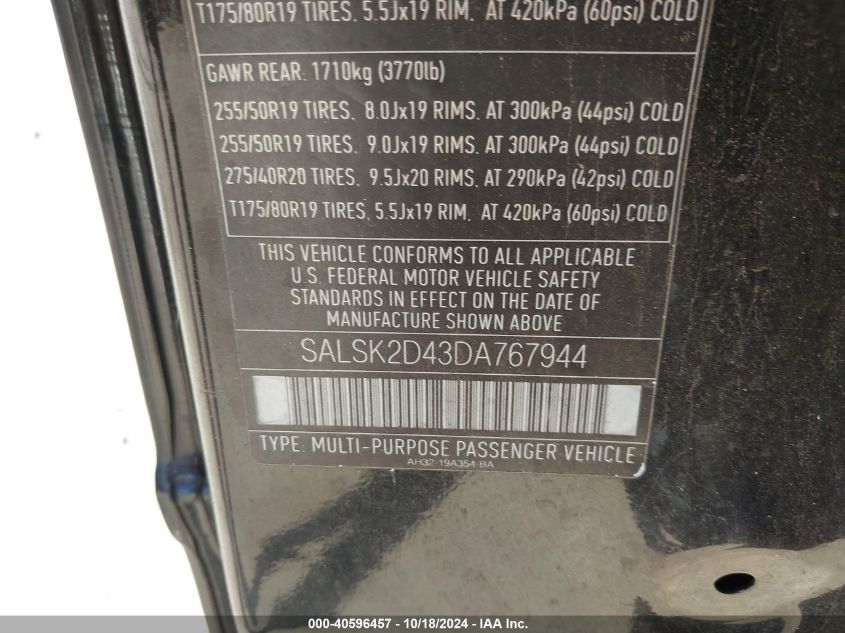 T175/80R19 TIRES. 5.5Jx19 RIM. AT 420kPa (60psi) COLD
GAWR REAR: 1710kg (3770lb)
255/50R19 TIRES. 8.0Jx19 RIMS. AT 300kPa (44psi) COLD
255/50R19 TIRES. 9.0Jx19 RIMS. AT 300kPa (44psi) COLD
275/40R20 TIRES. 9.5Jx20 RIMS. AT 290kPa (42psi) COLD
T175/80R19 TIRES. 5.5Jx19 RIM. AT 420kPa (60psi) COLD
THIS VEHICLE CONFORMS TO ALL APPLICABLE
U.S. FEDERAL MOTOR VEHICLE SAFETY
STANDARDS IN EFFECT ON THE DATE OF
MANUFACTURE SHOWN ABOVE
SALSK2D43DA767944
TYPE: MULTI-PURPOSE PASSENGER VEHICLE
AH32-19A354-BA
000-40596457 - 10/18/2024 - IAA Inc.